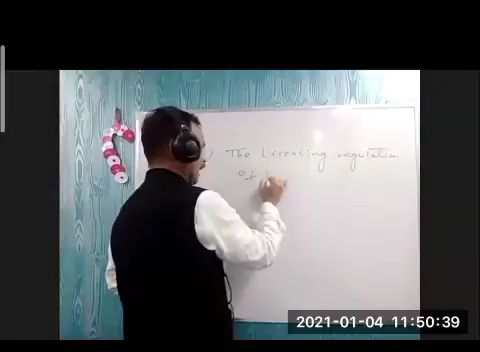 ) The Licensing regulation
of
2021-01-04 11:50:39